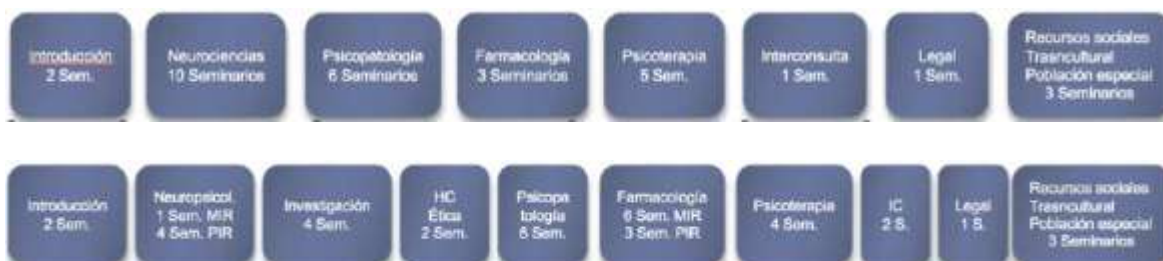 Introducción
2 Sem.
Neurociencias
10 Seminarios
Psicopatología
6 Seminarios
Farmacología
3 Seminarios
Psicoterapia
5 Sem.
Interconsulta
1 Sem.
Legal
1 Sem.
Recursos sociales
Trasncultural
Población especial
3 Seminarios
Introducción
2 Sem.
Neuropsicol.
1 Sem. MIR
4 Sem. PIR
Investigación
4 Sem.
HC
Ética
2 Sem.
Psicopa
tología
6 Sem.
Farmacología
6 Sem. MIR
3 Sem. PIR
Psicoterapia
4 Sem.
IC
2 S.
Legal
1 S.
Recursos sociales
Trasncultural
Población especial
3 Seminarios